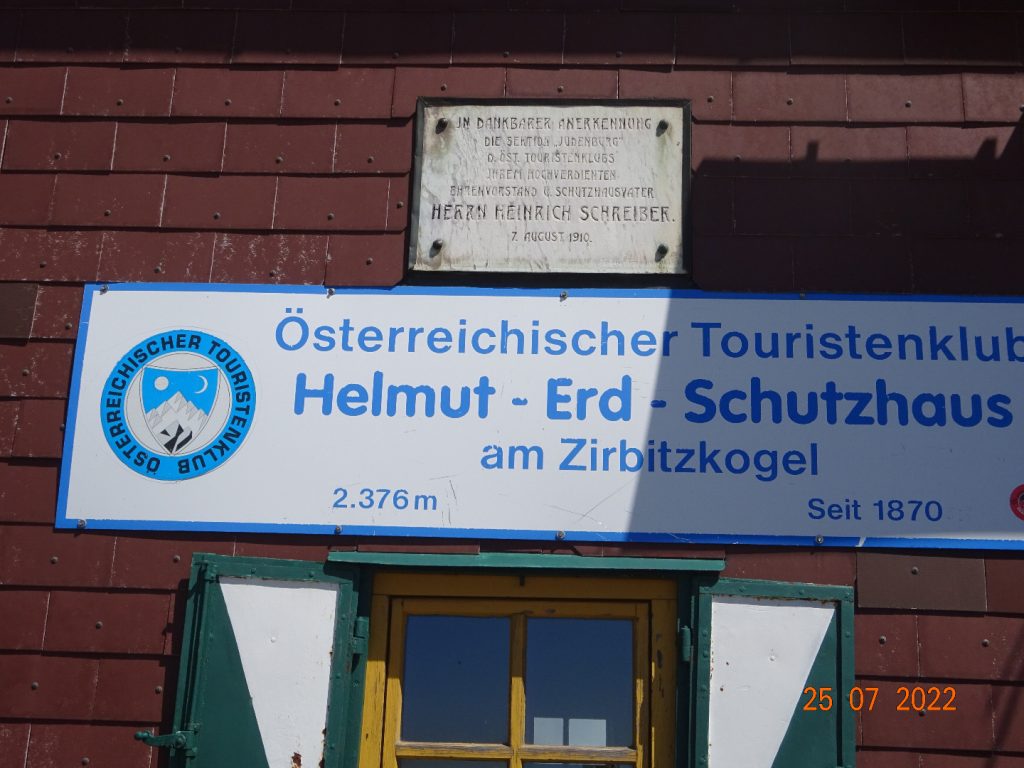 IN DANKBARER ANERKENNUNG
DIE SEKTION „JUDENBURG"
D. ÖST. TOURISTENKLUBS
IHREM HOCHVERDIENTEN
EHRENVORSTAND U. SCHUTZHAUSVATER
HERRN HEINRICH SCHREIBER.
7. AUGUST 1910.
Österreichischer Touristenklub
Helmut - Erd - Schutzhaus
am Zirbitzkogel
2.376 m
Seit 1870
ÖSTERREICHISCHER TOURISTENKLUB
25 07 2022